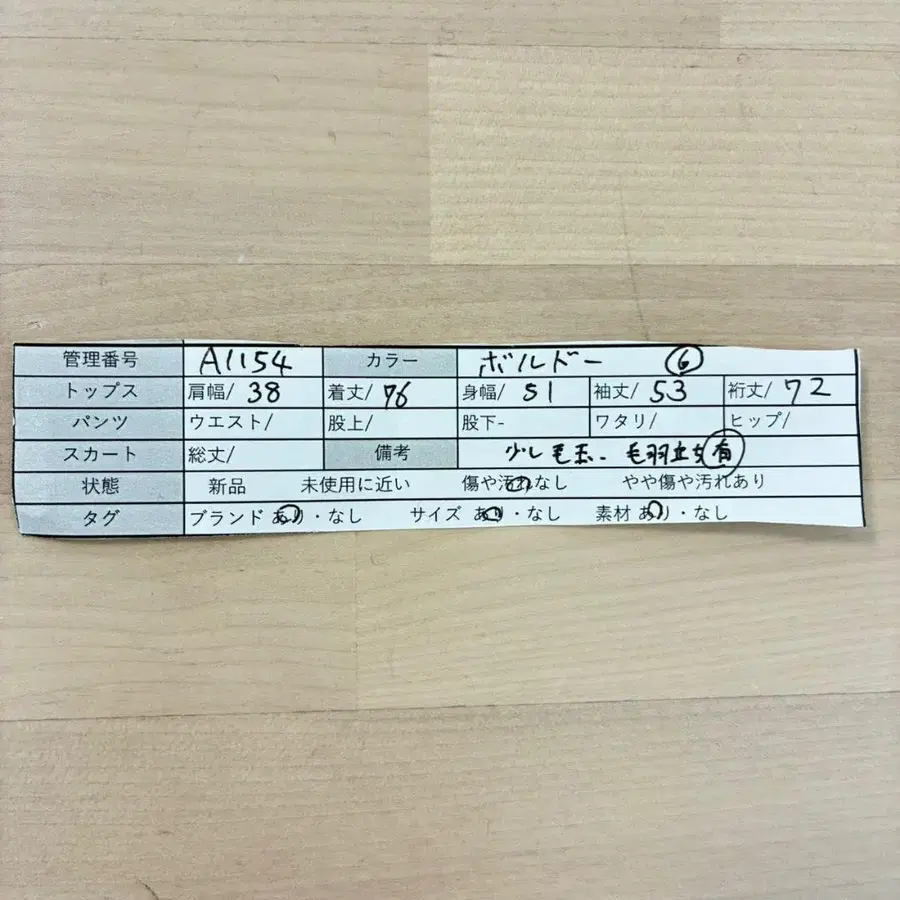 管理番号 A1154 カラー ボルドー ⑥
トップス 肩幅/ 38 着丈/ 76 身幅/ 51 袖丈/ 53 裄丈/ 72
パンツ ウエスト/ 股上/ 股下- ワタリ/ ヒップ/
スカート 総丈/ 備考 少し毛玉- 毛羽立ち有
状態 新品 未使用に近い 傷や汚れなし やや傷や汚れあり
タグ ブランド あり・なし サイズ あり・なし 素材 あり・なし